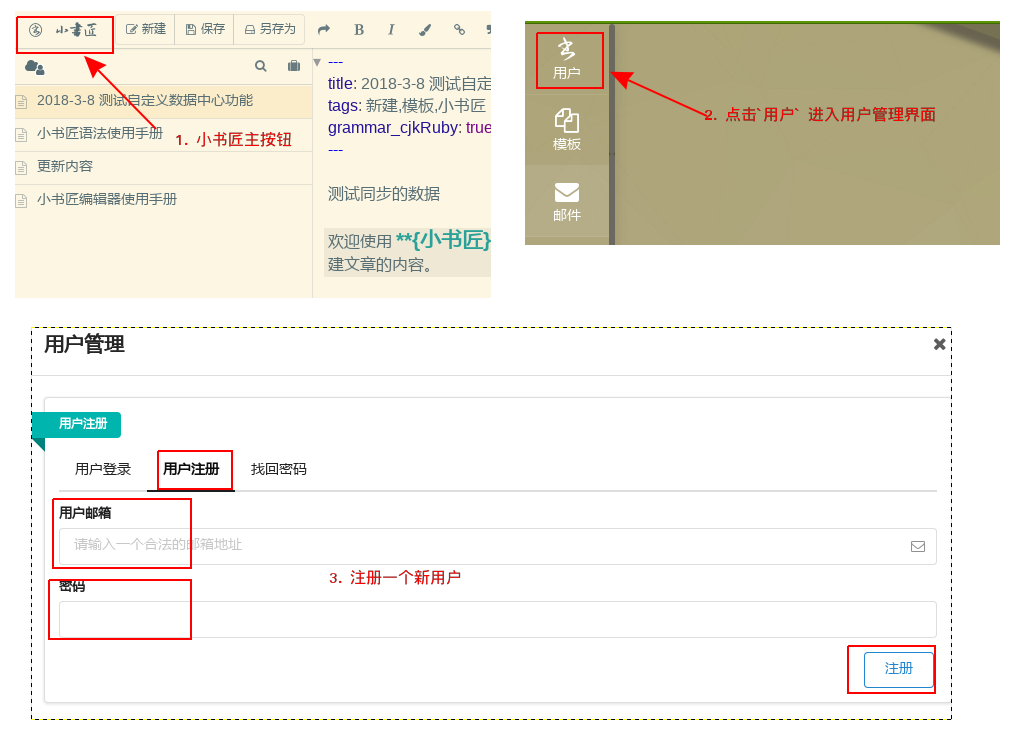 小書匠 新建 保存 另存为 B I
2018-3-8 测试自定义数据中心功能
小书匠语法使用手册
更新内容
小书匠编辑器使用手册
1. 小书匠主按钮
---
title: 2018-3-8 测试自定
tags: 新建,模板,小书匠
grammar_cjkRuby: true
---
测试同步的数据
欢迎使用 **{小书匠}
建文章的内容。
用户
模板
邮件
2. 点击`用户` 进入用户管理界面
用户管理
用户注册
用户登录 用户注册 找回密码
用户邮箱
请输入一个合法的邮箱地址
3. 注册一个新用户
密码
注册